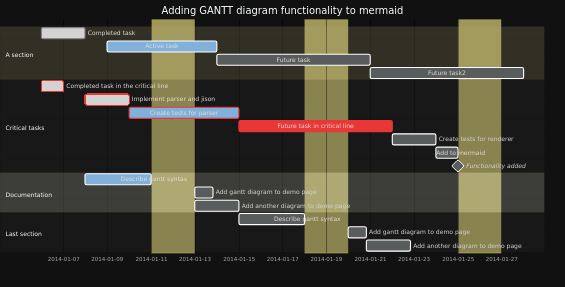 Adding GANTT diagram functionality to mermaid
A section
Completed task
Active task
Future task
Future task2
Critical tasks
Completed task in the critical line
Implement parser and jison
Create tests for parser
Future task in critical line
Create tests for renderer
Add to mermaid
Functionality added
Documentation
Describe gantt syntax
Add gantt diagram to demo page
Add another diagram to demo page
Last section
Describe gantt syntax
Add gantt diagram to demo page
Add another diagram to demo page
2014-01-07 2014-01-09 2014-01-11 2014-01-13 2014-01-15 2014-01-17 2014-01-19 2014-01-21 2014-01-23 2014-01-25 2014-01-27